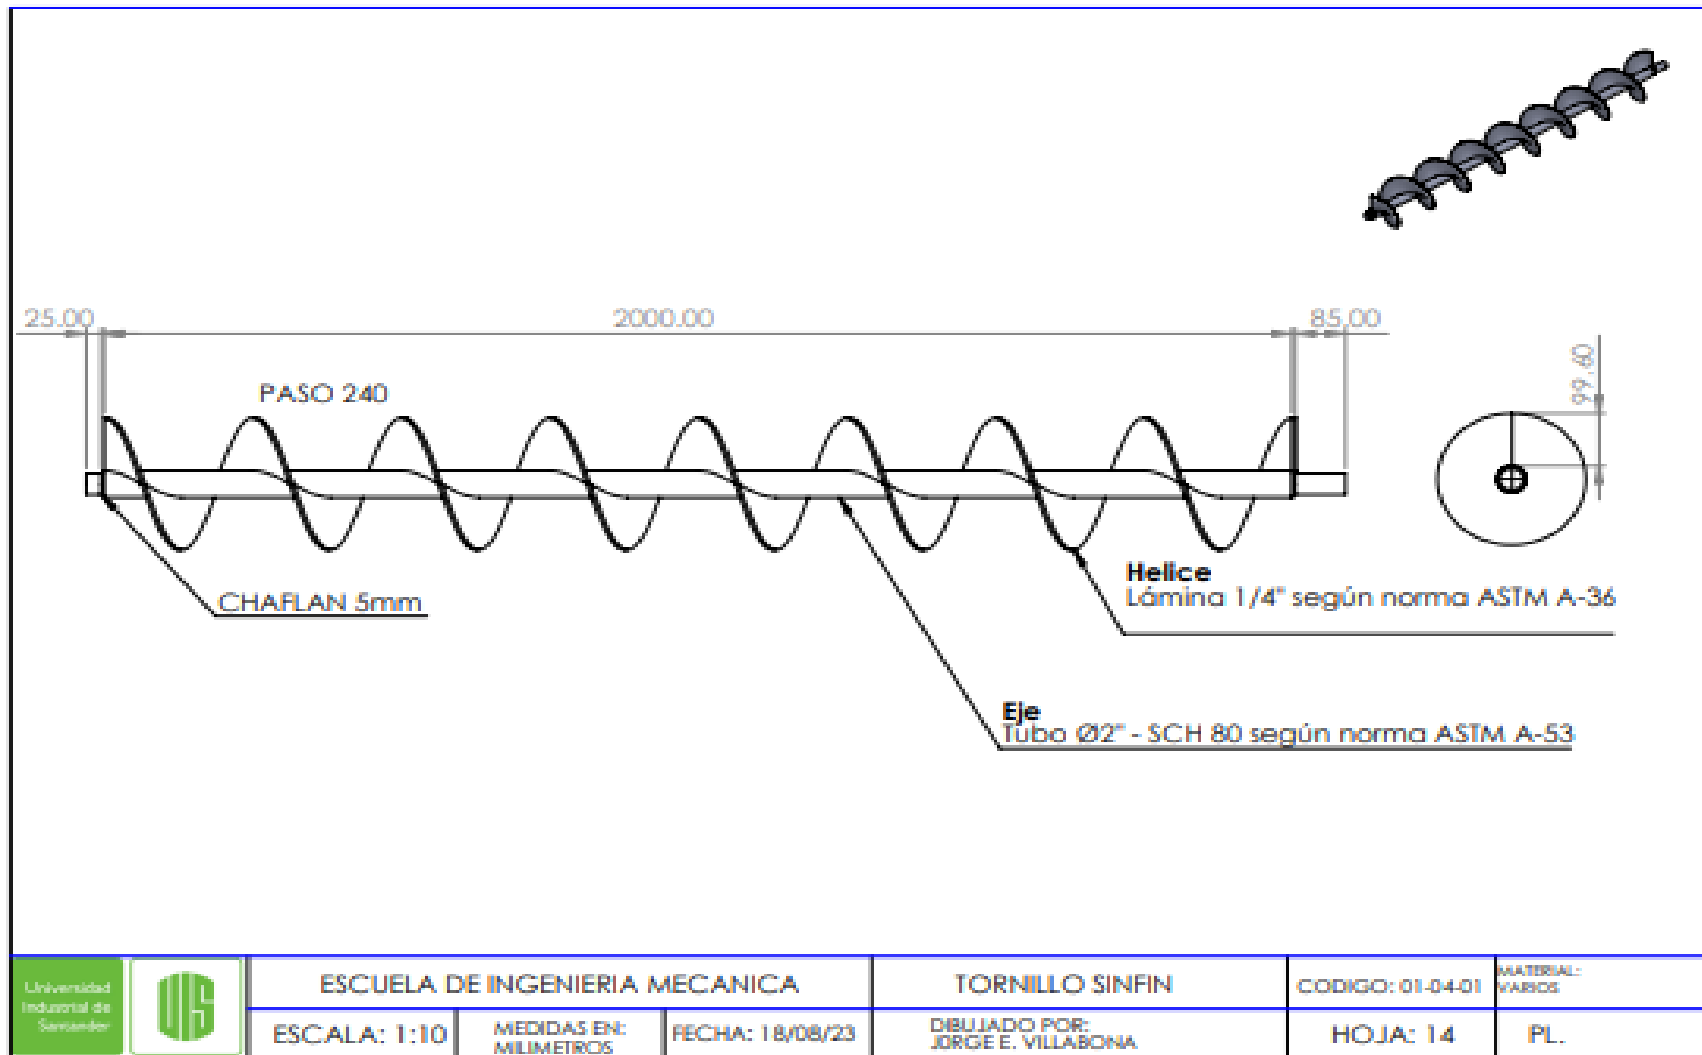 25.00
2000.00
85.00
99.80
PASO 240
CHAFLAN 5mm
Helice
Lámina 1/4" según norma ASTM A-36
Eje
Tubo Ø2" - SCH 80 según norma ASTM A-53
Universidad
Industrial de
Santander
UIS
ESCUELA DE INGENIERIA MECANICA
TORNILLO SINFIN
CODIGO: 01-04-01
MATERIAL:
VARIOS
ESCALA: 1:10
MEDIDAS EN:
MILIMETROS
FECHA: 18/08/23
DIBUJADO POR:
JORGE E. VILLABONA
HOJA: 14
PL.